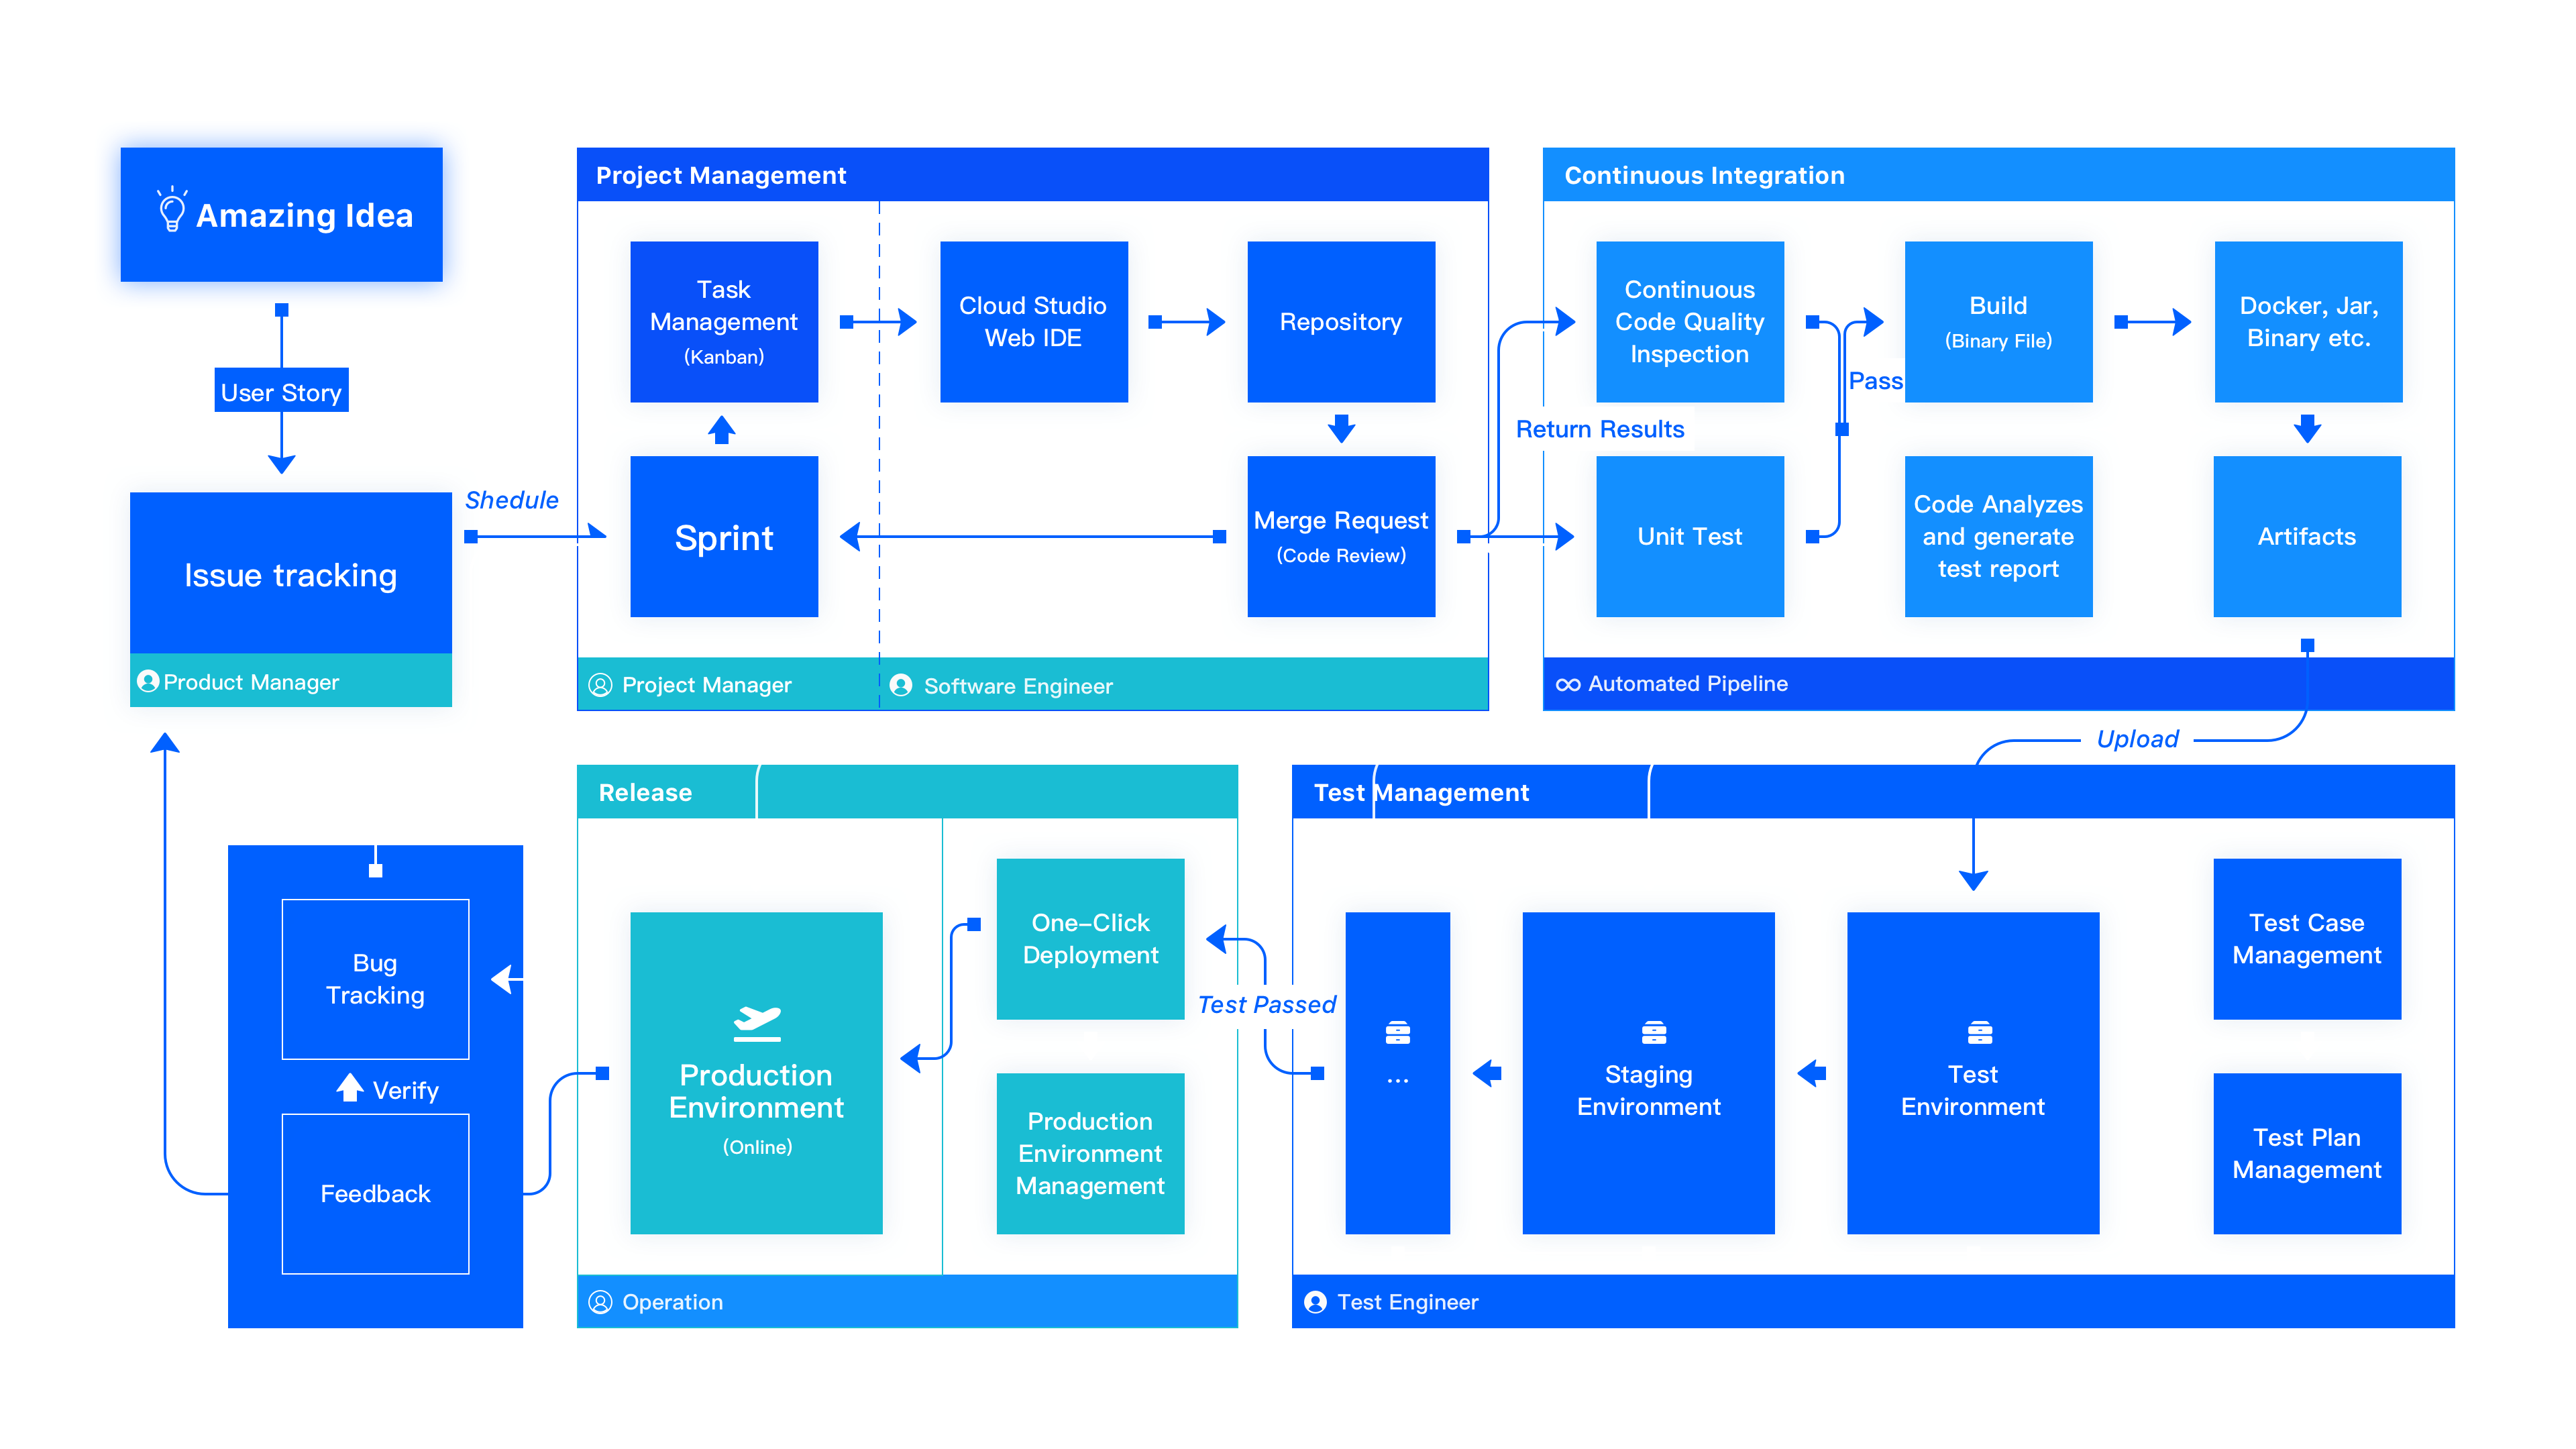 Amazing Idea
User Story
Issue tracking
Product Manager
Shedule
Project Management
Task
Management
(Kanban)
Cloud Studio
Web IDE
Repository
Sprint
Merge Request
(Code Review)
Project Manager
Software Engineer
Continuous Integration
Continuous
Code Quality
Inspection
Build
(Binary File)
Docker, Jar,
Binary etc.
Pass
Return Results
Unit Test
Code Analyzes
and generate
test report
Artifacts
Automated Pipeline
Upload
Bug
Tracking
Verify
Feedback
Release
Production
Environment
(Online)
One-Click
Deployment
Production
Environment
Management
Operation
Test Passed
Test Management
...
Staging
Environment
Test
Environment
Test Case
Management
Test Plan
Management
Test Engineer